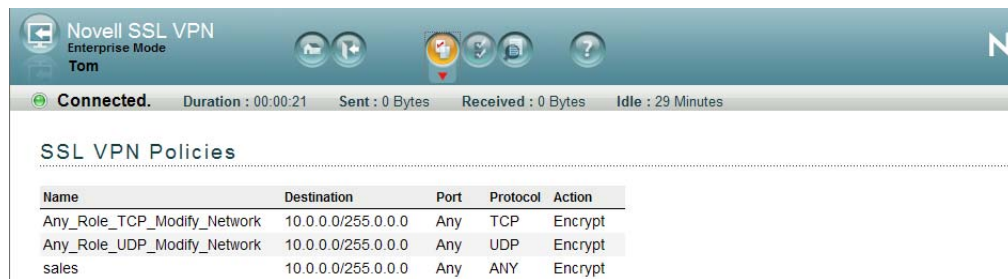 Novell SSL VPN
Enterprise Mode
Tom
?
N
Connected. Duration : 00:00:21 Sent : 0 Bytes Received : 0 Bytes Idle : 29 Minutes
SSL VPN Policies
Name Destination Port Protocol Action
Any_Role_TCP_Modify_Network 10.0.0.0/255.0.0.0 Any TCP Encrypt
Any_Role_UDP_Modify_Network 10.0.0.0/255.0.0.0 Any UDP Encrypt
sales 10.0.0.0/255.0.0.0 Any ANY Encrypt